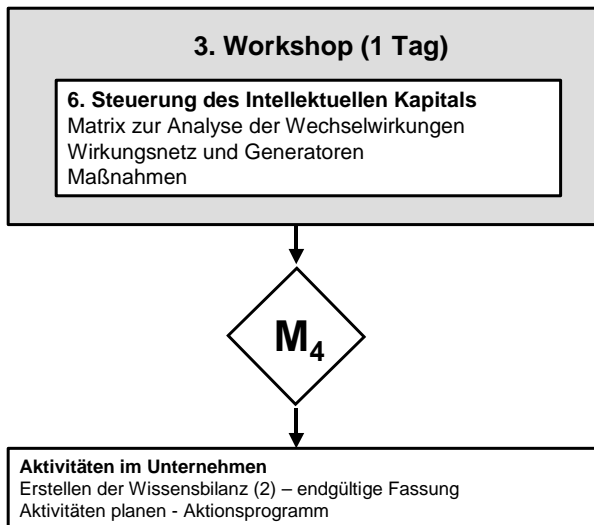 3. Workshop (1 Tag)
6. Steuerung des Intellektuellen Kapitals
Matrix zur Analyse der Wechselwirkungen
Wirkungsnetz und Generatoren
Maßnahmen
M₄
Aktivitäten im Unternehmen
Erstellen der Wissensbilanz (2) – endgültige Fassung
Aktivitäten planen - Aktionsprogramm